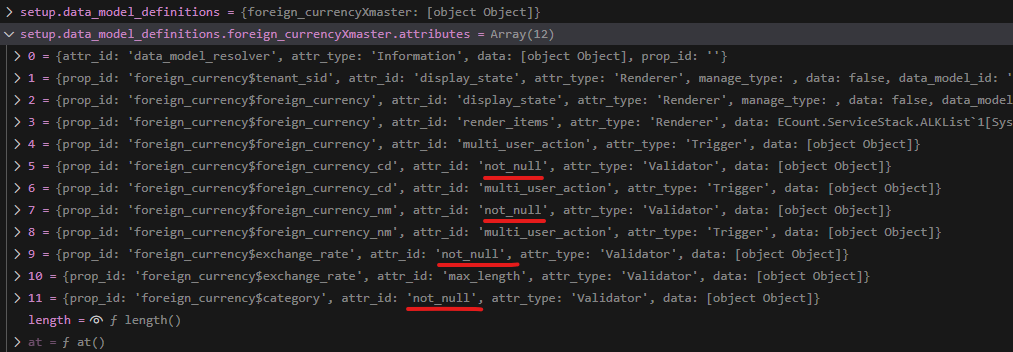 setup.data_model_definitions = {foreign_currencyXmaster: [object Object]}
setup.data_model_definitions.foreign_currencyXmaster.attributes = Array(12)
0 = {attr_id: 'data_model_resolver', attr_type: 'Information', data: [object Object], prop_id: ''}
1 = {prop_id: 'foreign_currency$tenant_sid', attr_id: 'display_state', attr_type: 'Renderer', manage_type: , data: false, data_model_id: '
2 = {prop_id: 'foreign_currency$foreign_currency', attr_id: 'display_state', attr_type: 'Renderer', manage_type: , data: false, data_model
3 = {prop_id: 'foreign_currency$foreign_currency', attr_id: 'render_items', attr_type: 'Renderer', data: ECount.ServiceStack.ALKList`1[Sys
4 = {prop_id: 'foreign_currency$foreign_currency', attr_id: 'multi_user_action', attr_type: 'Trigger', data: [object Object]}
5 = {prop_id: 'foreign_currency$foreign_currency_cd', attr_id: 'not_null', attr_type: 'Validator', data: [object Object]}
6 = {prop_id: 'foreign_currency$foreign_currency_cd', attr_id: 'multi_user_action', attr_type: 'Trigger', data: [object Object]}
7 = {prop_id: 'foreign_currency$foreign_currency_nm', attr_id: 'not_null', attr_type: 'Validator', data: [object Object]}
8 = {prop_id: 'foreign_currency$foreign_currency_nm', attr_id: 'multi_user_action', attr_type: 'Trigger', data: [object Object]}
9 = {prop_id: 'foreign_currency$exchange_rate', attr_id: 'not_null', attr_type: 'Validator', data: [object Object]}
10 = {prop_id: 'foreign_currency$exchange_rate', attr_id: 'max_length', attr_type: 'Validator', data: [object Object]}
11 = {prop_id: 'foreign_currency$category', attr_id: 'not_null', attr_type: 'Validator', data: [object Object]}
length = ƒ length()
at = ƒ at()